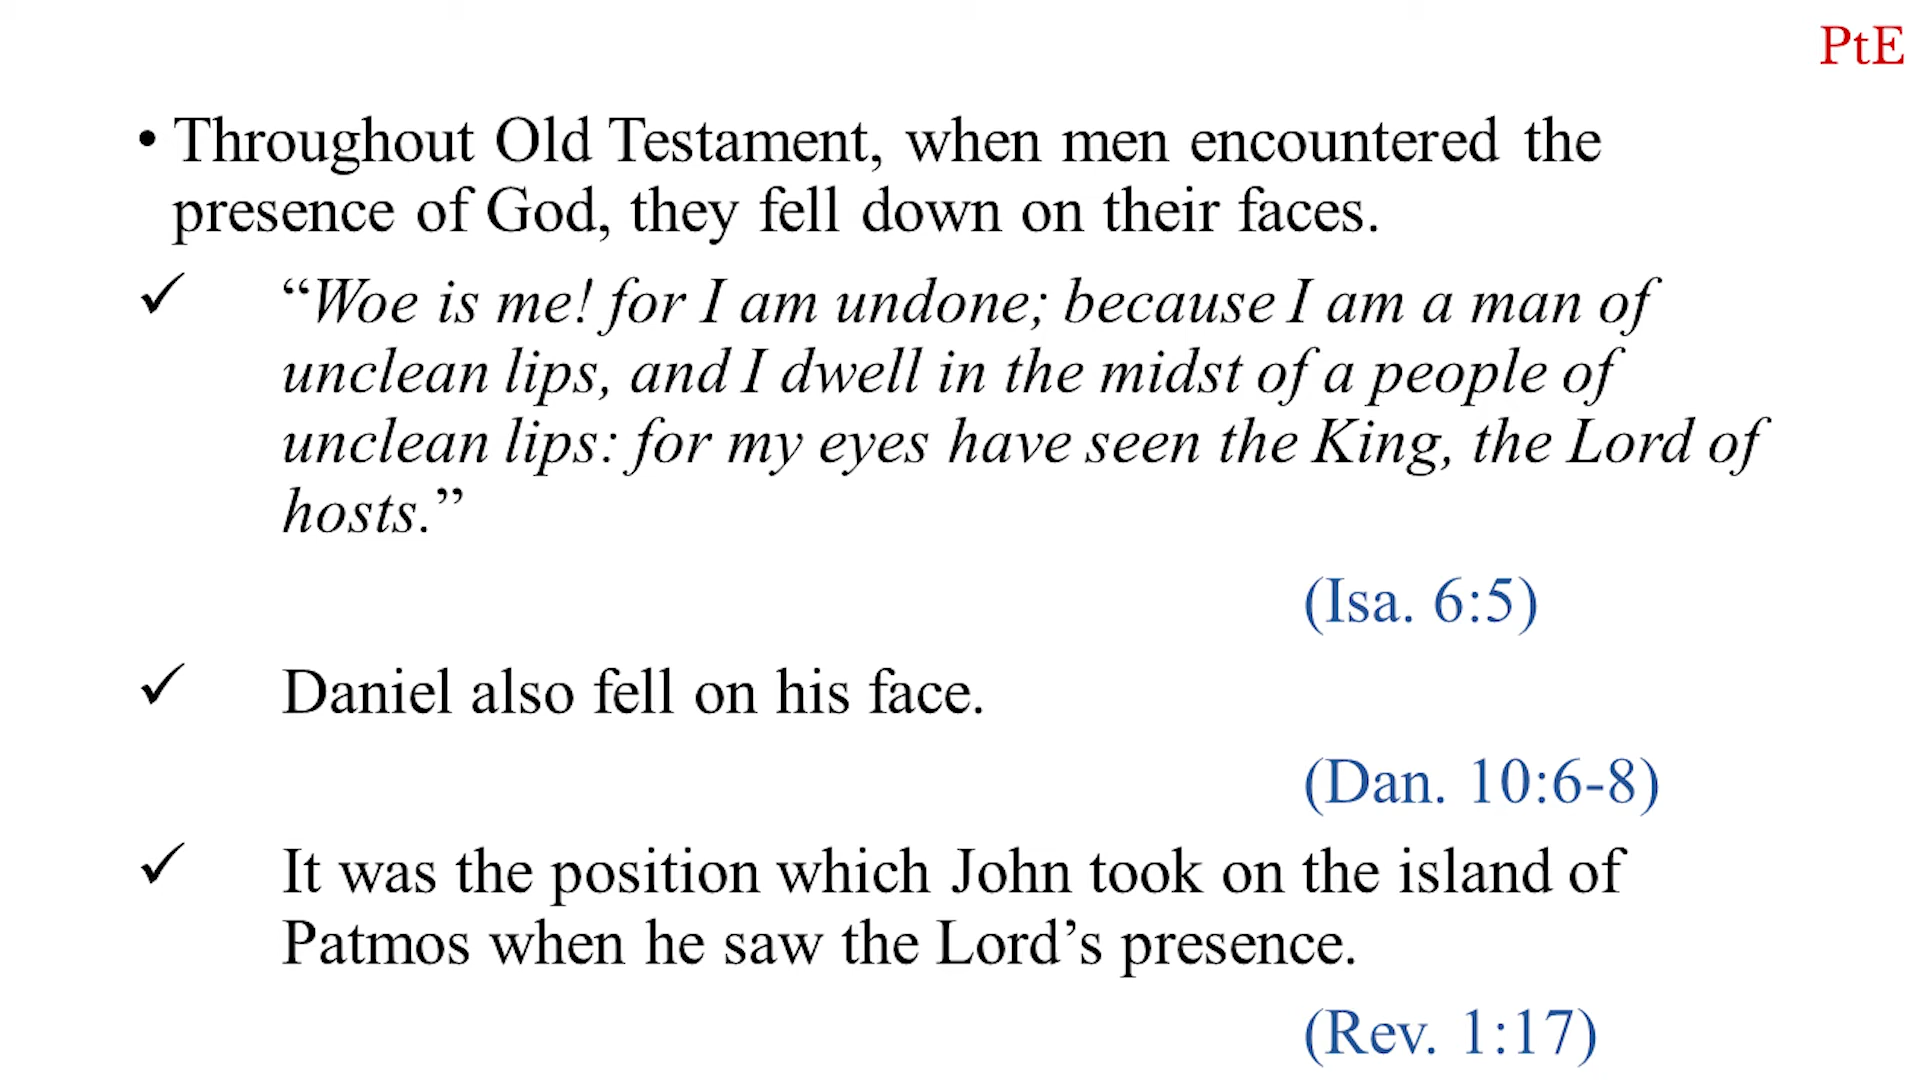 PtE
• Throughout Old Testament, when men encountered the
presence of God, they fell down on their faces.
✓ “Woe is me! for I am undone; because I am a man of
unclean lips, and I dwell in the midst of a people of
unclean lips: for my eyes have seen the King, the Lord of
hosts.”
(Isa. 6:5)
✓ Daniel also fell on his face.
(Dan. 10:6-8)
✓ It was the position which John took on the island of
Patmos when he saw the Lord’s presence.
(Rev. 1:17)